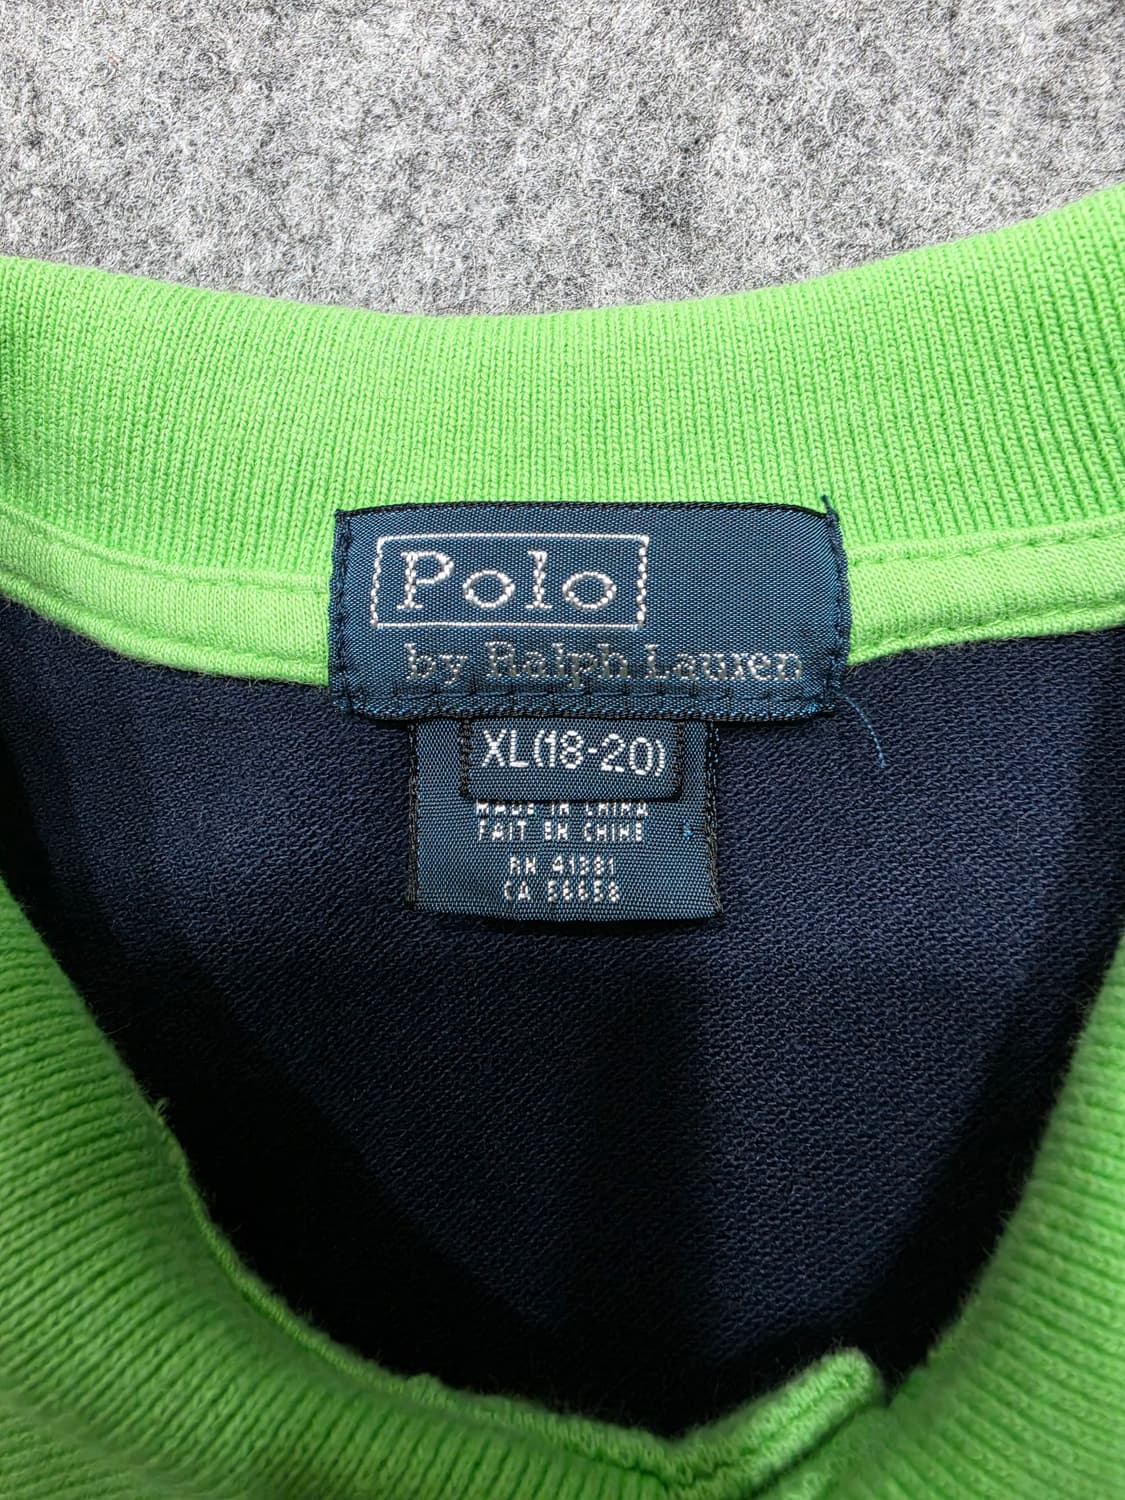 Polo
by Ralph Lauren
XL(18-20)
MADE IN CHINA
FAIT EN CHINE
RN 41381
CA 56658